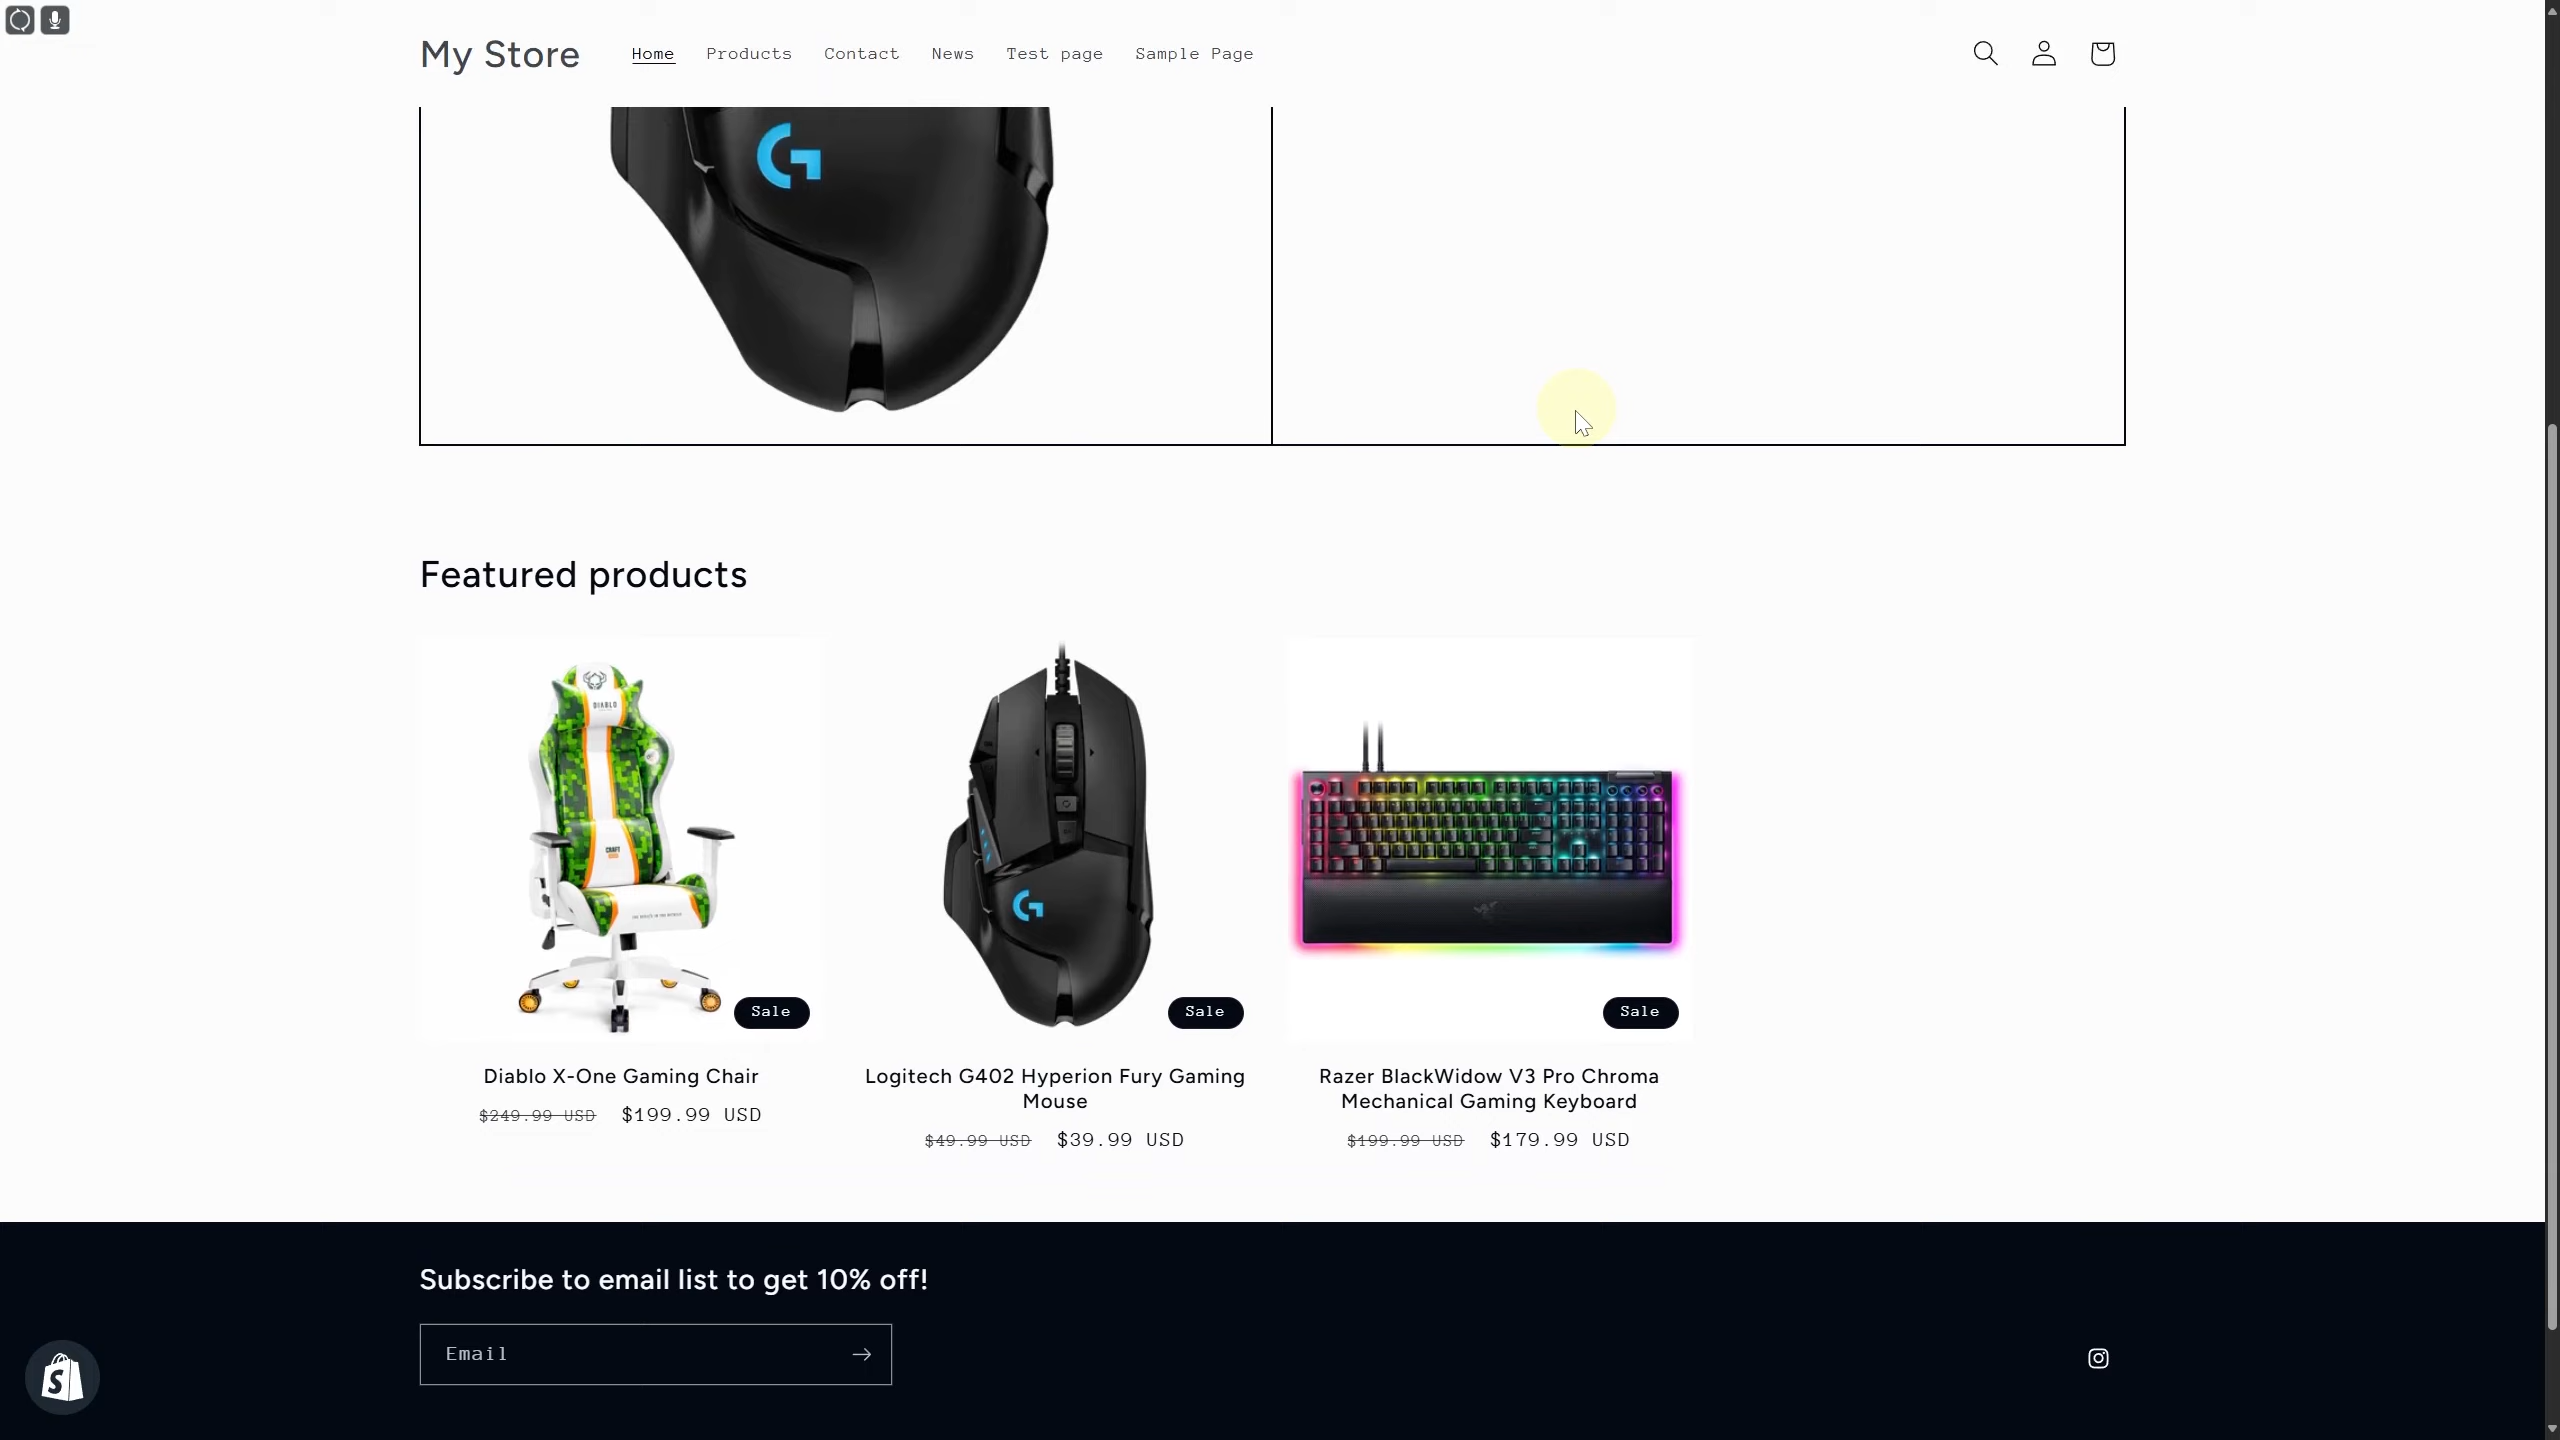 My Store Home Products Contact News Test page Sample Page
Featured products
DIABLO
CRAFT
Sale
Sale
Sale
Diablo X-One Gaming Chair
$249.99 USD $199.99 USD
Logitech G402 Hyperion Fury Gaming
Mouse
$49.99 USD $39.99 USD
Razer BlackWidow V3 Pro Chroma
Mechanical Gaming Keyboard
$199.99 USD $179.99 USD
Subscribe to email list to get 10% off!
Email